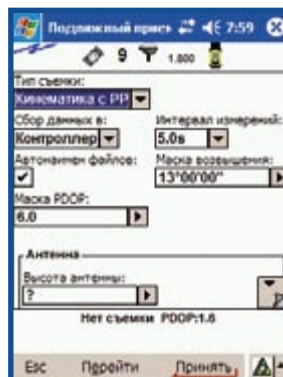 Подвижный прием 7:59
9 1.800
Тип съемки:
Кинематика с PP
Сбор данных в: Интервал измерений:
Контроллер 5.0s
Автонаимен файлов: Маска возвышения:
13°00'00"
Маска PDOP:
6.0
Антенна
Высота антенны:
?
Нет съемки PDOP:1.6
Esc Перейти Принять